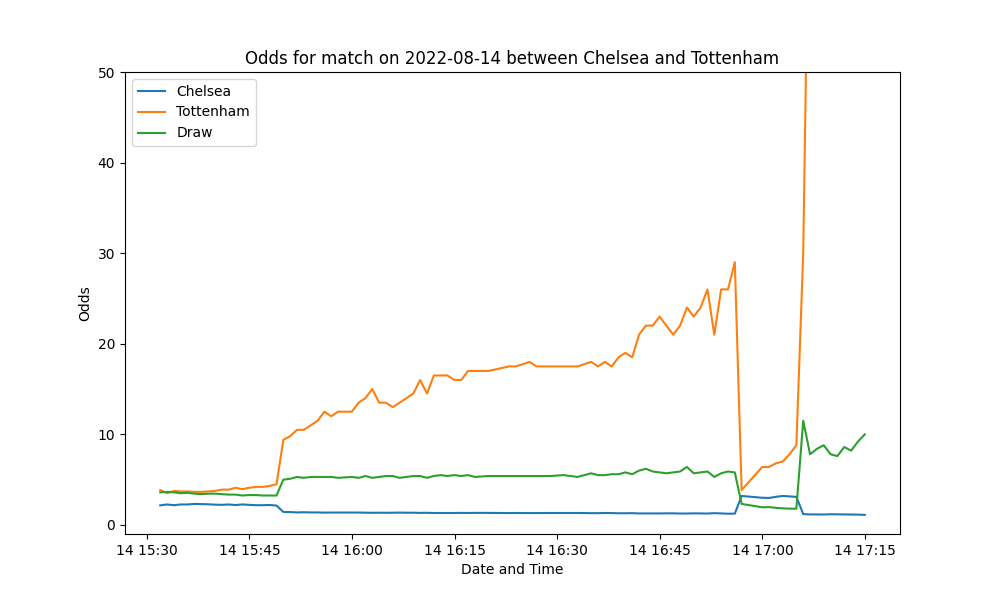 Odds for match on 2022-08-14 between Chelsea and Tottenham
50
40
30
20
10
0
Odds
Chelsea
Tottenham
Draw
14 15:30
14 15:45
14 16:00
14 16:15
14 16:30
14 16:45
14 17:00
14 17:15
Date and Time